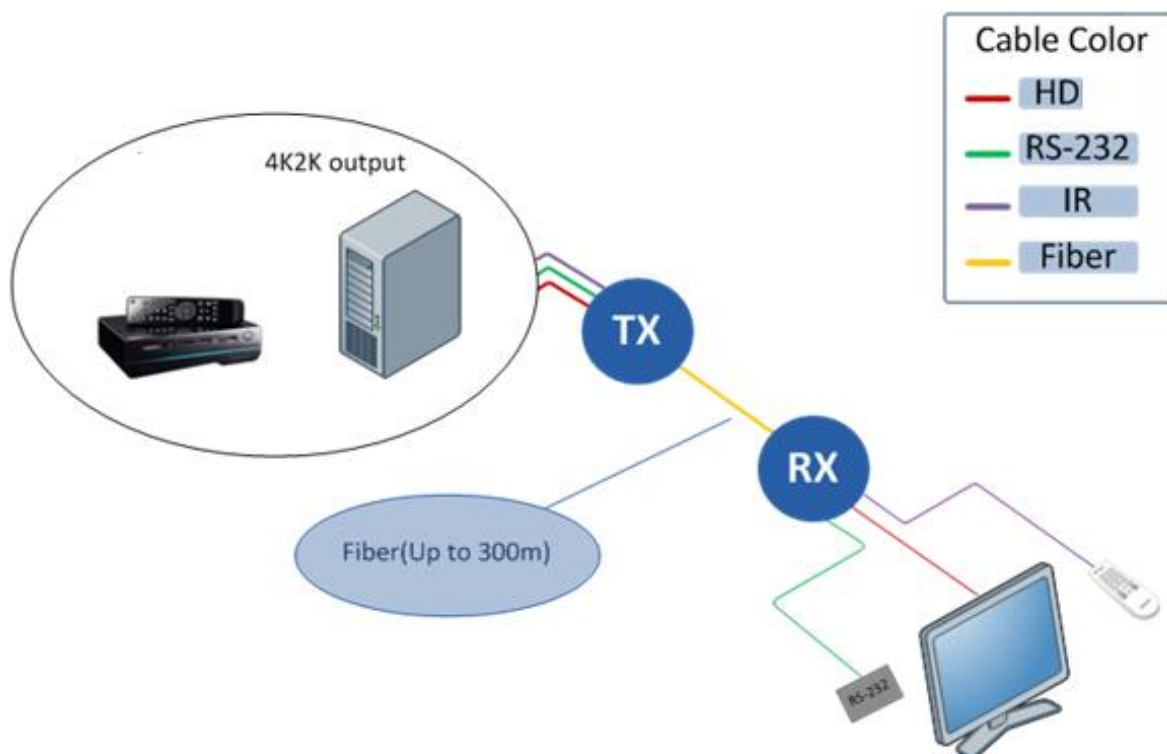 Cable Color
HD
RS-232
IR
Fiber
4K2K output
TX
RX
Fiber(Up to 300m)
RS-232